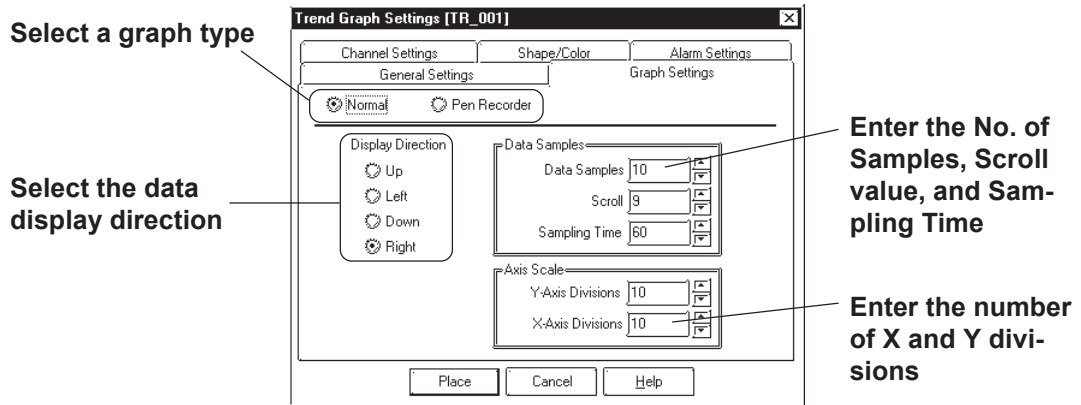 Select a graph type
Trend Graph Settings [TR_001]
Channel Settings
Shape/Color
Alarm Settings
General Settings
Graph Settings
Normal
Pen Recorder
Select the data
display direction
Display Direction
Up
Left
Down
Right
Data Samples
Data Samples 10
Scroll 9
Sampling Time 60
Axis Scale
Y-Axis Divisions 10
X-Axis Divisions 10
Enter the No. of
Samples, Scroll
value, and Sam-
pling Time
Enter the number
of X and Y divi-
sions
Place
Cancel
Help